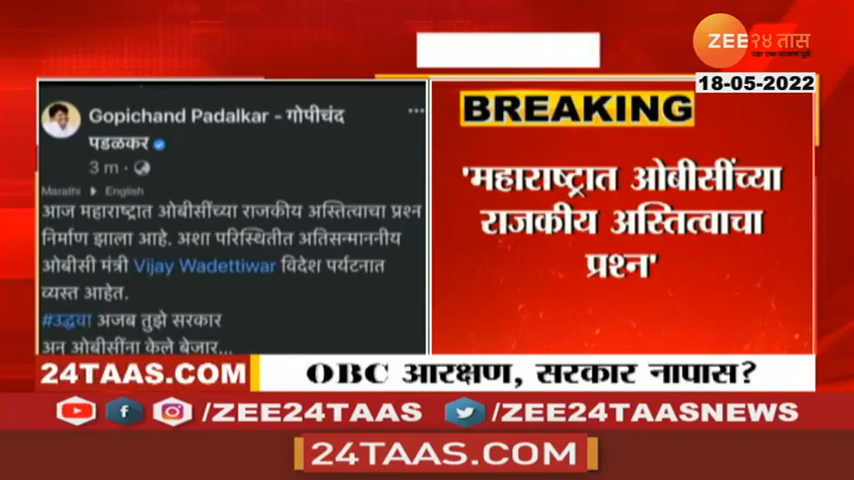 ZEE २४ तास
18-05-2022
Gopichand Padalkar - गोपीचंद
पडळकर
3 m
Marathi ▸ English
आज महाराष्ट्रात ओबीसींच्या राजकीय अस्तित्वाचा प्रश्न
निर्माण झाला आहे. अशा परिस्थितीत अतिसन्माननीय
ओबीसी मंत्री Vijay Wadettiwar विदेश पर्यटनात
व्यस्त आहेत.
#उद्धवा अजब तुझे सरकार
अन ओबीसींना केले बेजार...
BREAKING
'महाराष्ट्रात ओबीसींच्या
राजकीय अस्तित्वाचा
प्रश्न'
24TAAS.COM
OBC आरक्षण, सरकार नापास?
/ZEE24TAAS
/ZEE24TAASNEWS
24TAAS.COM